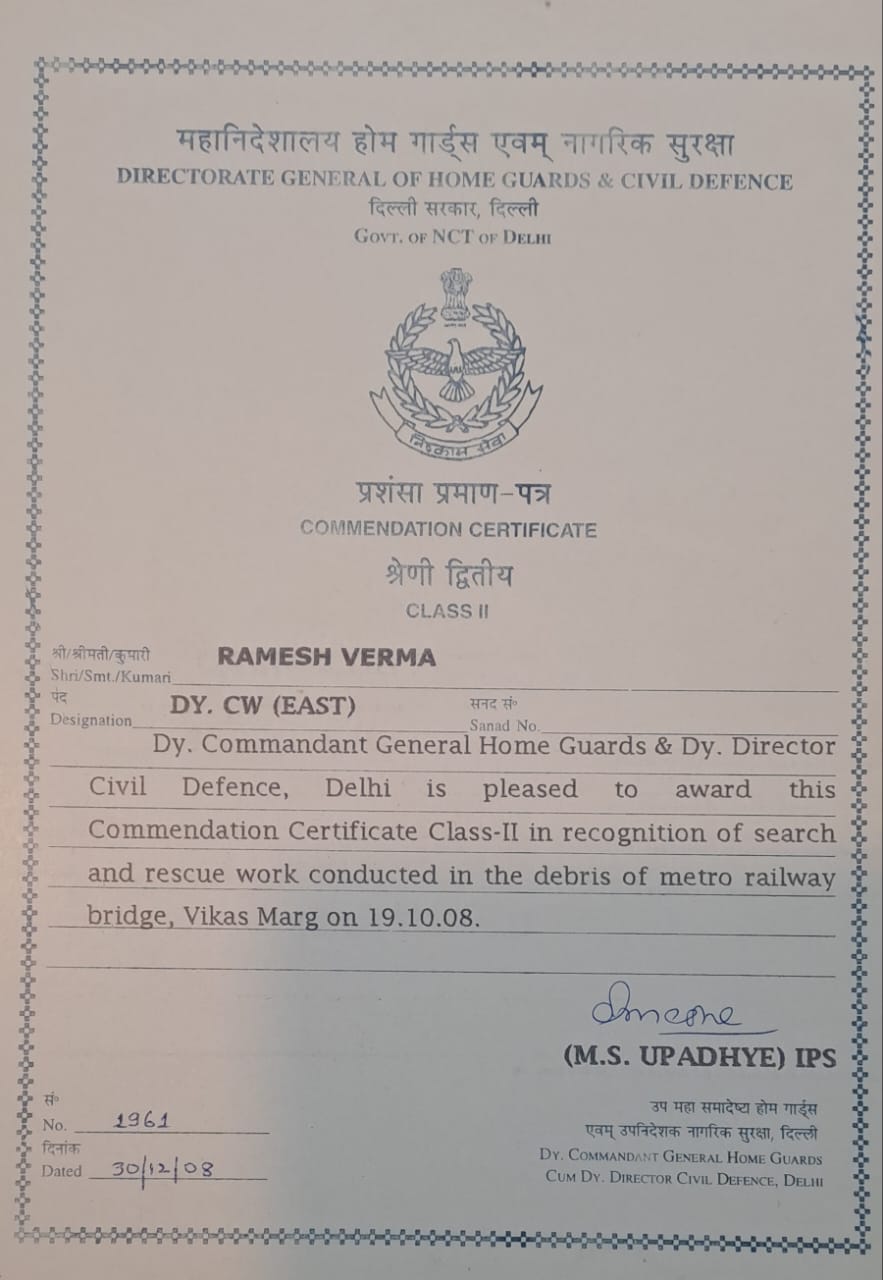 महानिदेशालय होम गार्ड्स एवम् नागरिक सुरक्षा
DIRECTORATE GENERAL OF HOME GUARDS & CIVIL DEFENCE
दिल्ली सरकार, दिल्ली
GOVT. OF NCT OF DELHI
निष्काम सेवा
प्रशंसा प्रमाण-पत्र
COMMENDATION CERTIFICATE
श्रेणी द्वितीय
CLASS II
श्री/श्रीमती/कुमारी RAMESH VERMA
Shri/Smt./Kumari
पद DY. CW (EAST) सनद सं०
Designation Sanad No.
Dy. Commandant General Home Guards & Dy. Director
Civil Defence, Delhi is pleased to award this
Commendation Certificate Class-II in recognition of search
and rescue work conducted in the debris of metro railway
bridge, Vikas Marg on 19.10.08.
(M.S. UPADHYE) IPS
सं०
No. 1961
दिनांक
Dated 30/12/08
उप महा समादेष्टा होम गार्ड्स
एवम् उपनिदेशक नागरिक सुरक्षा, दिल्ली
DY. COMMANDANT GENERAL HOME GUARDS
CUM DY. DIRECTOR CIVIL DEFENCE, DELHI